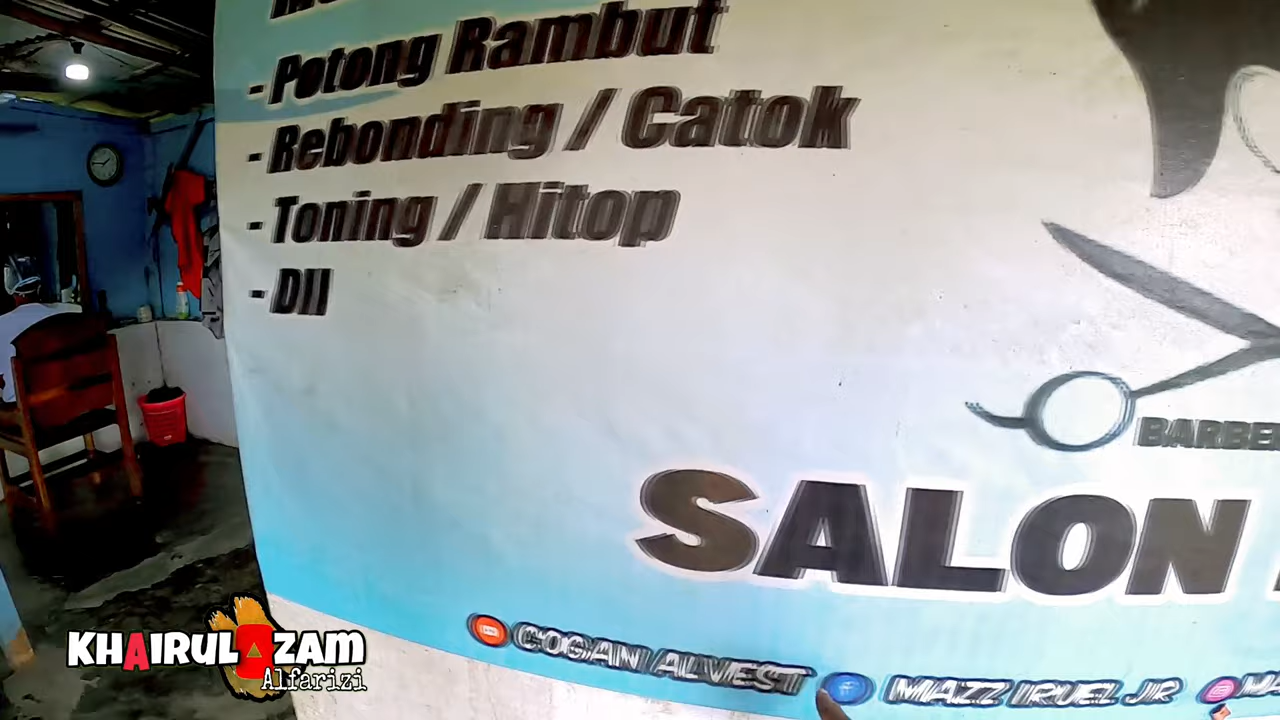 - Potong Rambut
- Rebonding / Catok
- Toning / Hitop
- Dll
BARBER
SALON
COGAN ALVEST
MAZZ IRUEL JR
KHAIRUL AZAM
Alfarizi